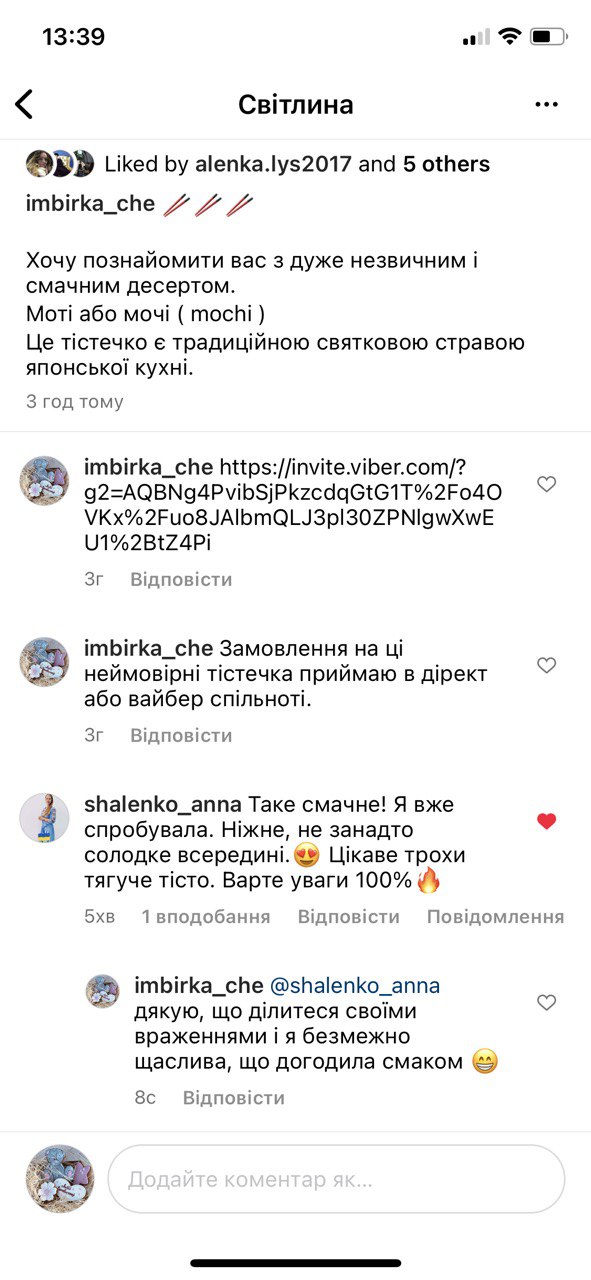 13:39
Світлина
Liked by alenka.lys2017 and 5 others
imbirka_che 🥢🥢🥢
Хочу познайомити вас з дуже незвичним і
смачним десертом.
Моті або мочі ( mochi )
Це тістечко є традиційною святковою стравою
японської кухні.
3 год тому
imbirka_che https://invite.viber.com/?
g2=AQBNg4PvibSjPkzcdqGtG1T%2Fo4O
VKx%2Fuo8JAlbmQLJ3pl30ZPNlgwXwE
U1%2BtZ4Pi
3г Відповісти
imbirka_che Замовлення на ці
неймовірні тістечка приймаю в дірект
або вайбер спільноті.
3г Відповісти
shalenko_anna Таке смачне! Я вже
спробувала. Ніжне, не занадто
солодке всередині.😍 Цікаве трохи
тягуче тісто. Варте уваги 100%🔥
5хв 1 вподобання Відповісти Повідомлення
imbirka_che @shalenko_anna
дякую, що ділитеся своїми
враженнями і я безмежно
щаслива, що догодила смаком 😁
8с Відповісти
Додайте коментар як...